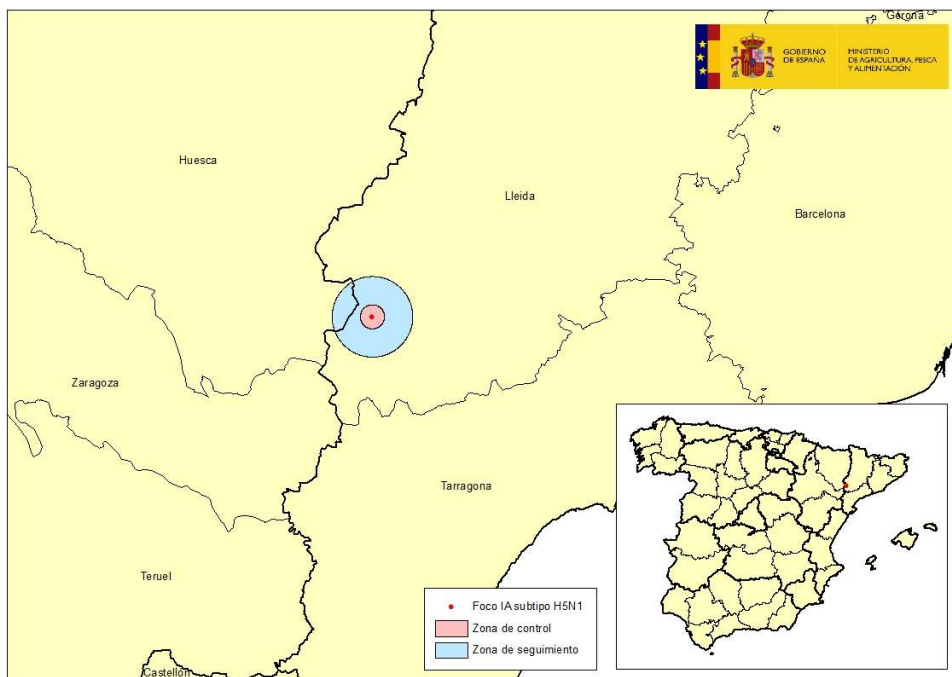 Gerona
GOBIERNO
DE ESPAÑA
MINISTERIO
DE AGRICULTURA, PESCA
Y ALIMENTACIÓN
Huesca
Lleida
Barcelona
Zaragoza
Tarragona
Teruel
Castellón
Foco IA subtipo H5N1
Zona de control
Zona de seguimiento